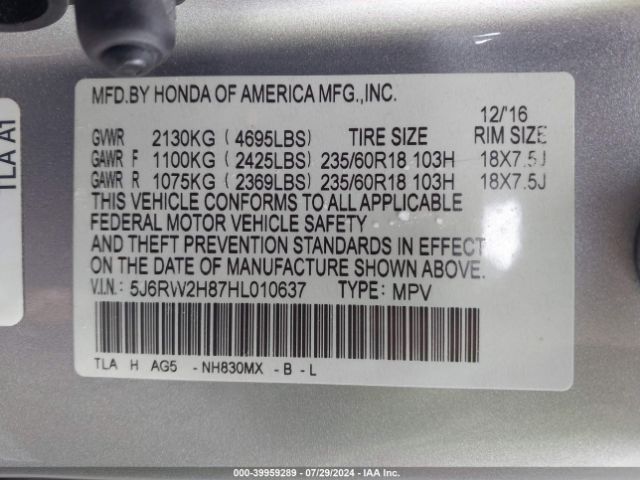 MFD.BY HONDA OF AMERICA MFG.,INC.
12/'16
GVWR 2130KG ( 4695LBS) TIRE SIZE RIM SIZE
GAWR F 1100KG ( 2425LBS) 235/60R18 103H 18X7.5J
GAWR R 1075KG ( 2369LBS) 235/60R18 103H 18X7.5J
THIS VEHICLE CONFORMS TO ALL APPLICABLE
FEDERAL MOTOR VEHICLE SAFETY
AND THEFT PREVENTION STANDARDS IN EFFECT
ON THE DATE OF MANUFACTURE SHOWN ABOVE.
V.I.N.: 5J6RW2H87HL010637 TYPE: MPV
TLA H AG5 - NH830MX - B - L
TLA A1
000-39959289 - 07/29/2024 - IAA Inc.